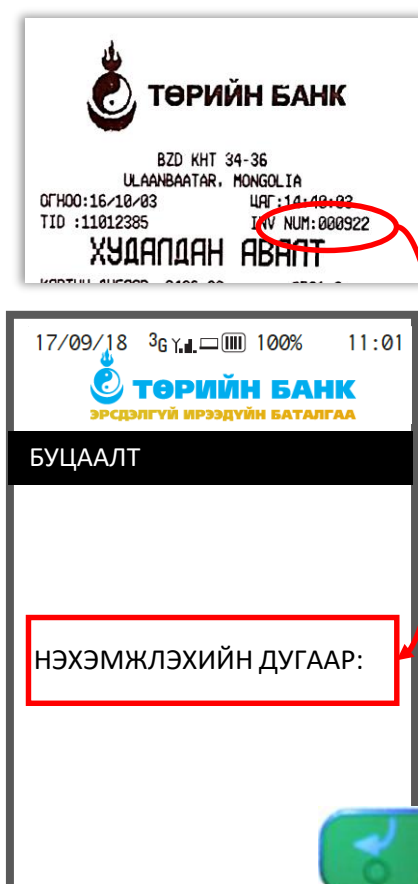 ТӨРИЙН БАНК
BZD KHT 34-36
ULAANBAATAR, MONGOLIA
ОГНОО:16/10/03 ЦАГ:14:40:03
TID :11012385 INV NUM:000922
ХУДАЛДАН АВАЛТ
17/09/18 3G 100% 11:01
ТӨРИЙН БАНК
ЭРСДЭЛГҮЙ ИРЭЭДҮЙН БАТАЛГАА
БУЦААЛТ
НЭХЭМЖЛЭХИЙН ДУГААР: